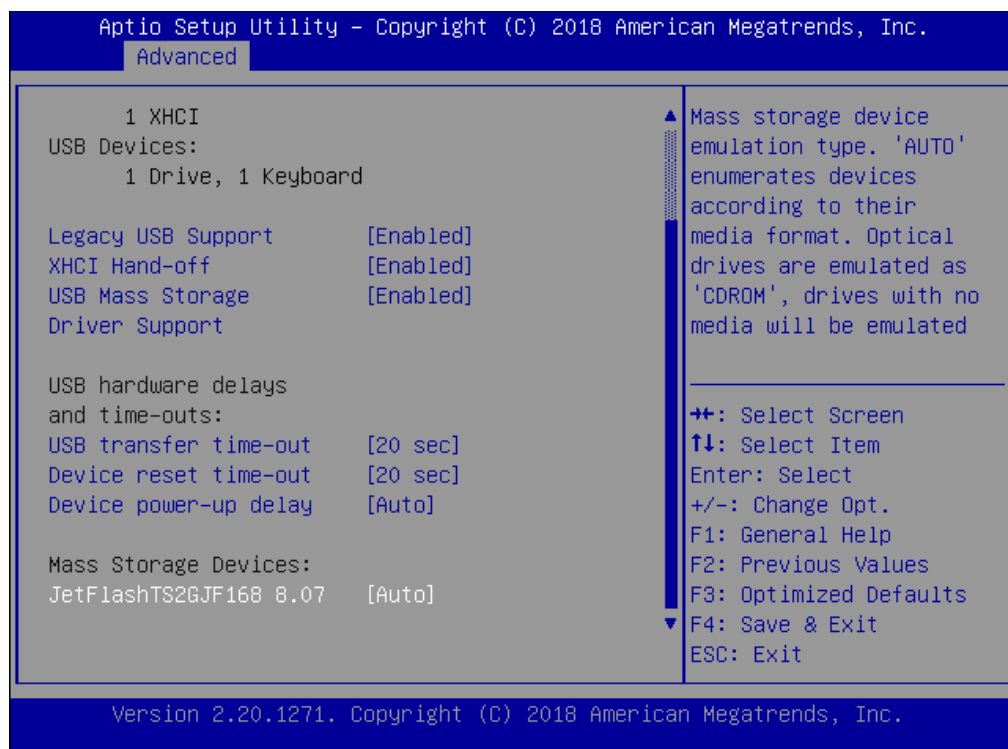 Aptio Setup Utility – Copyright (C) 2018 American Megatrends, Inc.
Advanced
1 XHCI
USB Devices:
1 Drive, 1 Keyboard
Legacy USB Support [Enabled]
XHCI Hand-off [Enabled]
USB Mass Storage [Enabled]
Driver Support
USB hardware delays
and time-outs:
USB transfer time-out [20 sec]
Device reset time-out [20 sec]
Device power-up delay [Auto]
Mass Storage Devices:
JetFlashTS2GJF168 8.07 [Auto]
Mass storage device
emulation type. 'AUTO'
enumerates devices
according to their
media format. Optical
drives are emulated as
'CDROM', drives with no
media will be emulated
→←: Select Screen
↑↓: Select Item
Enter: Select
+/-: Change Opt.
F1: General Help
F2: Previous Values
F3: Optimized Defaults
F4: Save & Exit
ESC: Exit
Version 2.20.1271. Copyright (C) 2018 American Megatrends, Inc.